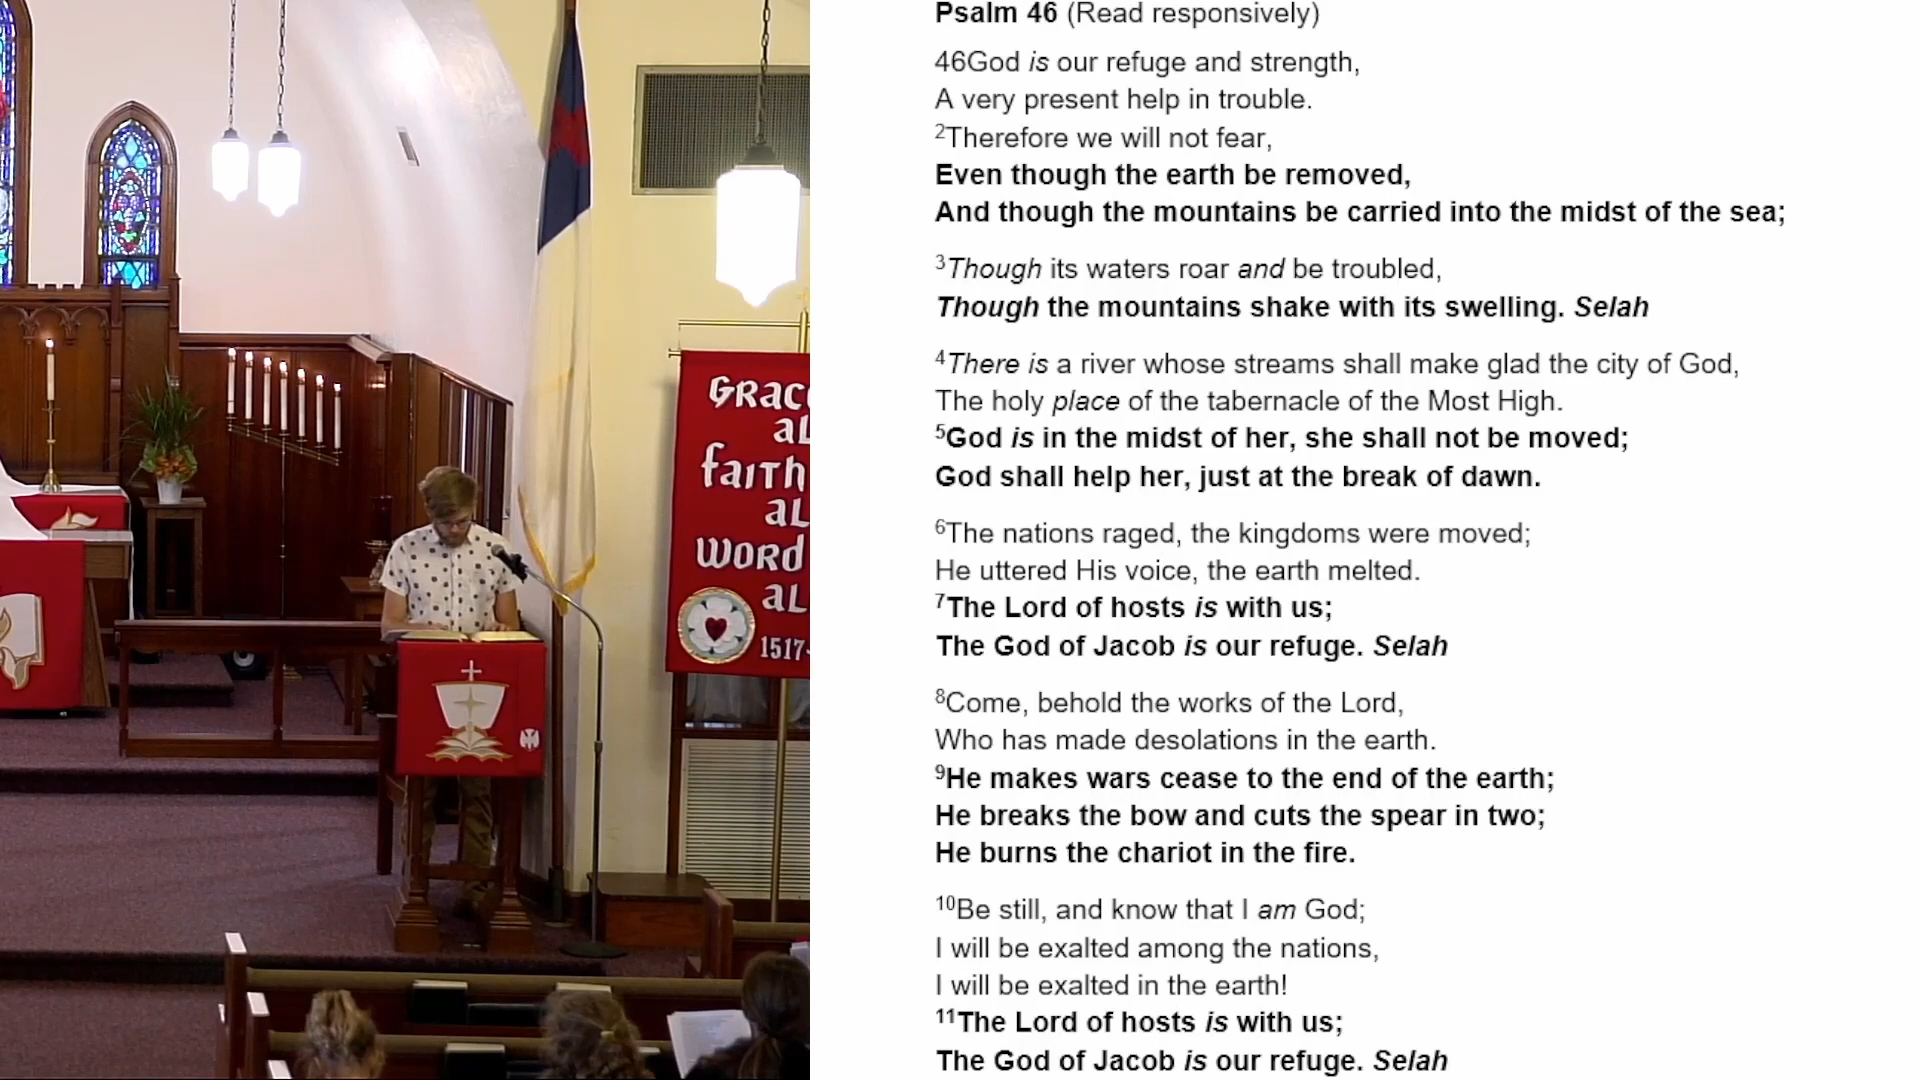 Psalm 46 (Read responsively)
46God is our refuge and strength,
A very present help in trouble.
2Therefore we will not fear,
Even though the earth be removed,
And though the mountains be carried into the midst of the sea;
3Though its waters roar and be troubled,
Though the mountains shake with its swelling. Selah
4There is a river whose streams shall make glad the city of God,
The holy place of the tabernacle of the Most High.
5God is in the midst of her, she shall not be moved;
God shall help her, just at the break of dawn.
6The nations raged, the kingdoms were moved;
He uttered His voice, the earth melted.
7The Lord of hosts is with us;
The God of Jacob is our refuge. Selah
8Come, behold the works of the Lord,
Who has made desolations in the earth.
9He makes wars cease to the end of the earth;
He breaks the bow and cuts the spear in two;
He burns the chariot in the fire.
10Be still, and know that I am God;
I will be exalted among the nations,
I will be exalted in the earth!
11The Lord of hosts is with us;
The God of Jacob is our refuge. Selah
GRAC
AL
FAITH
AL
WORD
AL
1517-